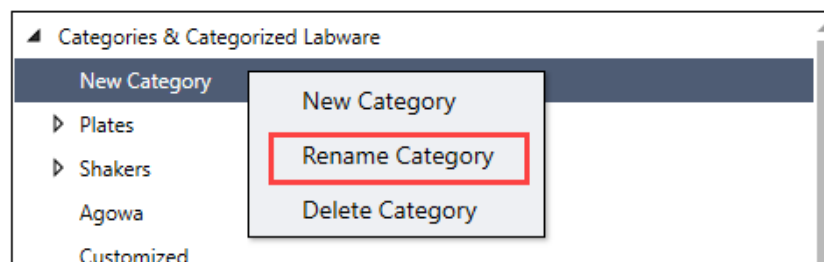 Categories & Categorized Labware
New Category
New Category
Plates
Rename Category
Shakers
Delete Category
Agowa
Customized